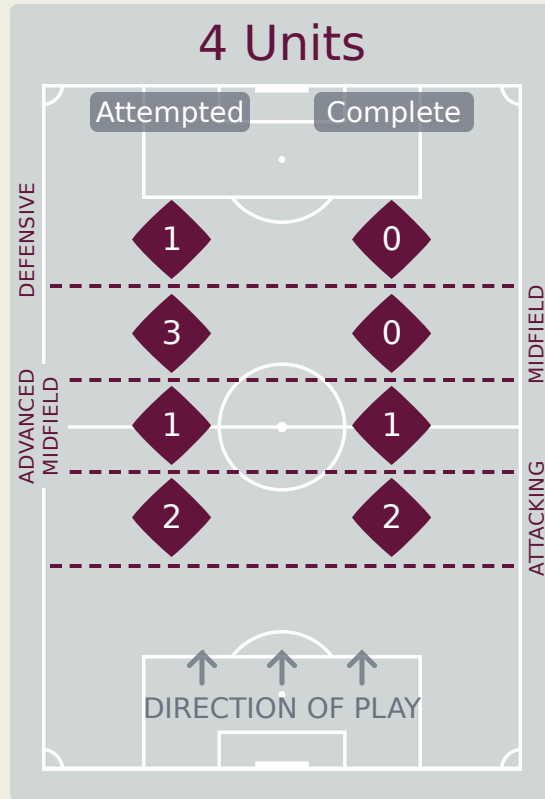 4 Units
Attempted Complete
DEFENSIVE
1 0
MIDFIELD
3 0
ADVANCED
MIDFIELD
1 1
ATTACKING
2 2
DIRECTION OF PLAY